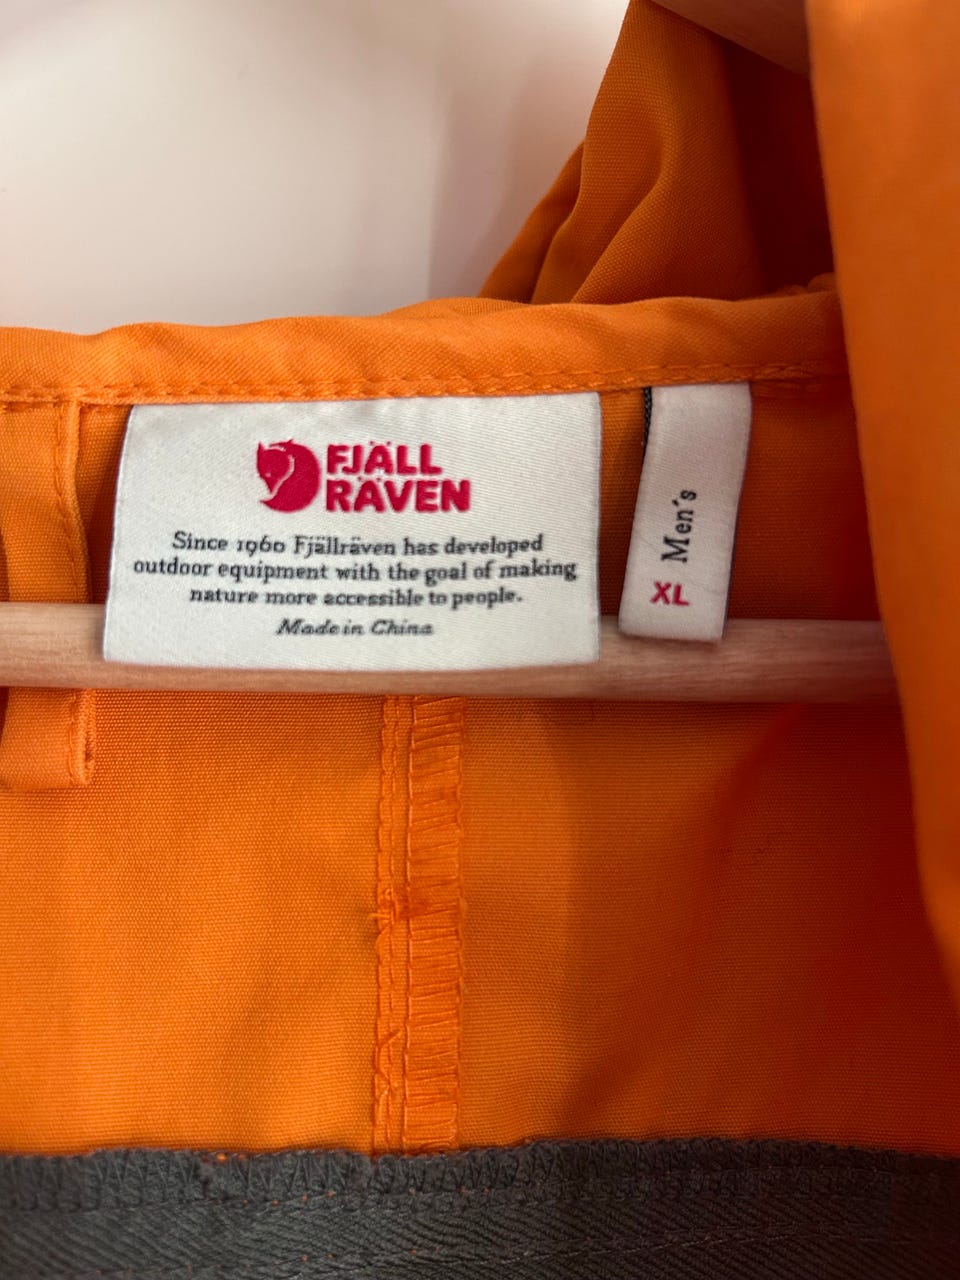 FJÄLL
RÄVEN
Since 1960 Fjällräven has developed
outdoor equipment with the goal of making
nature more accessible to people.
Made in China
Men's
XL